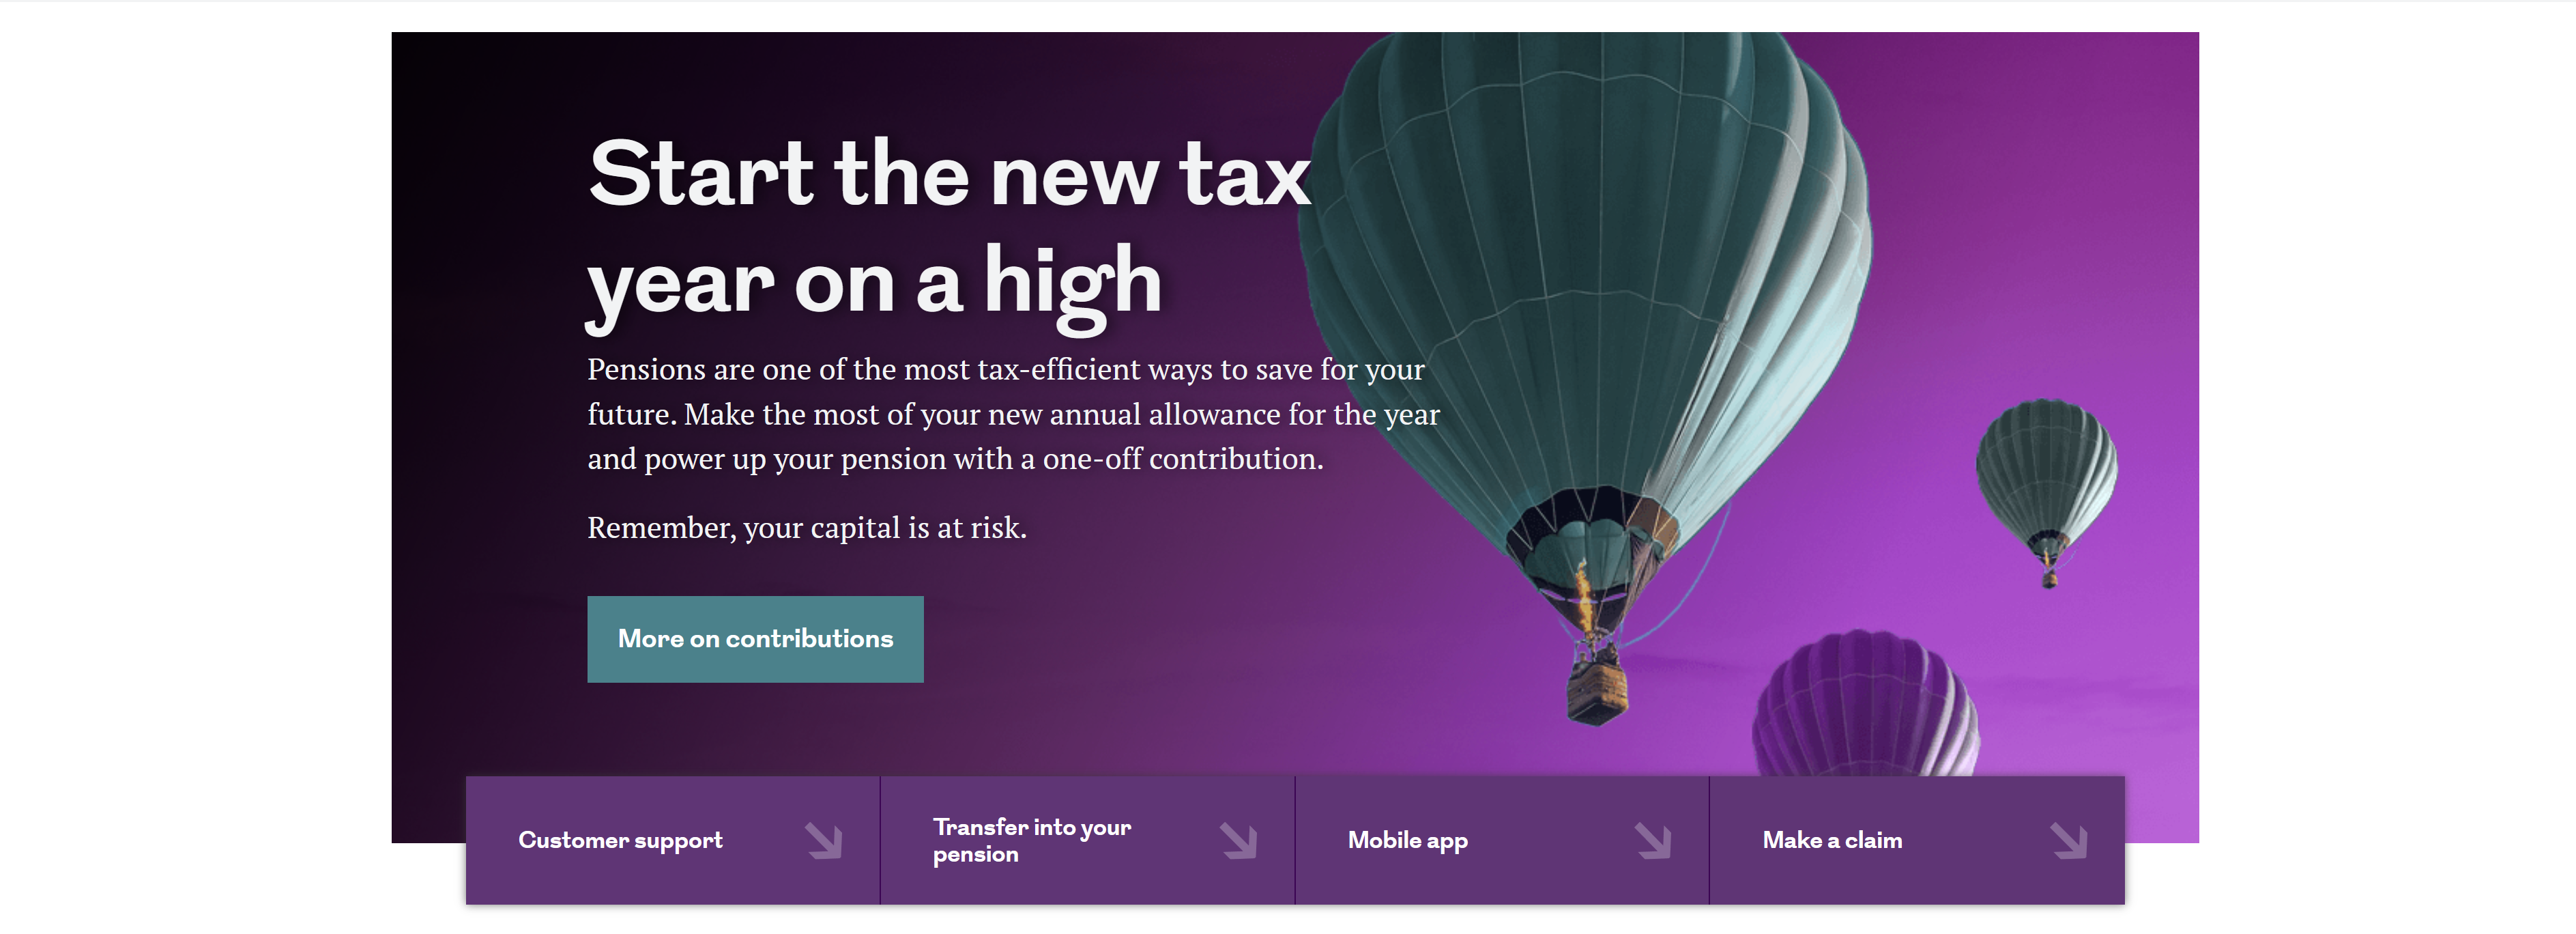 Start the new tax
year on a high
Pensions are one of the most tax-efficient ways to save for your
future. Make the most of your new annual allowance for the year
and power up your pension with a one-off contribution.
Remember, your capital is at risk.
More on contributions
Customer support
Transfer into your
pension
Mobile app
Make a claim